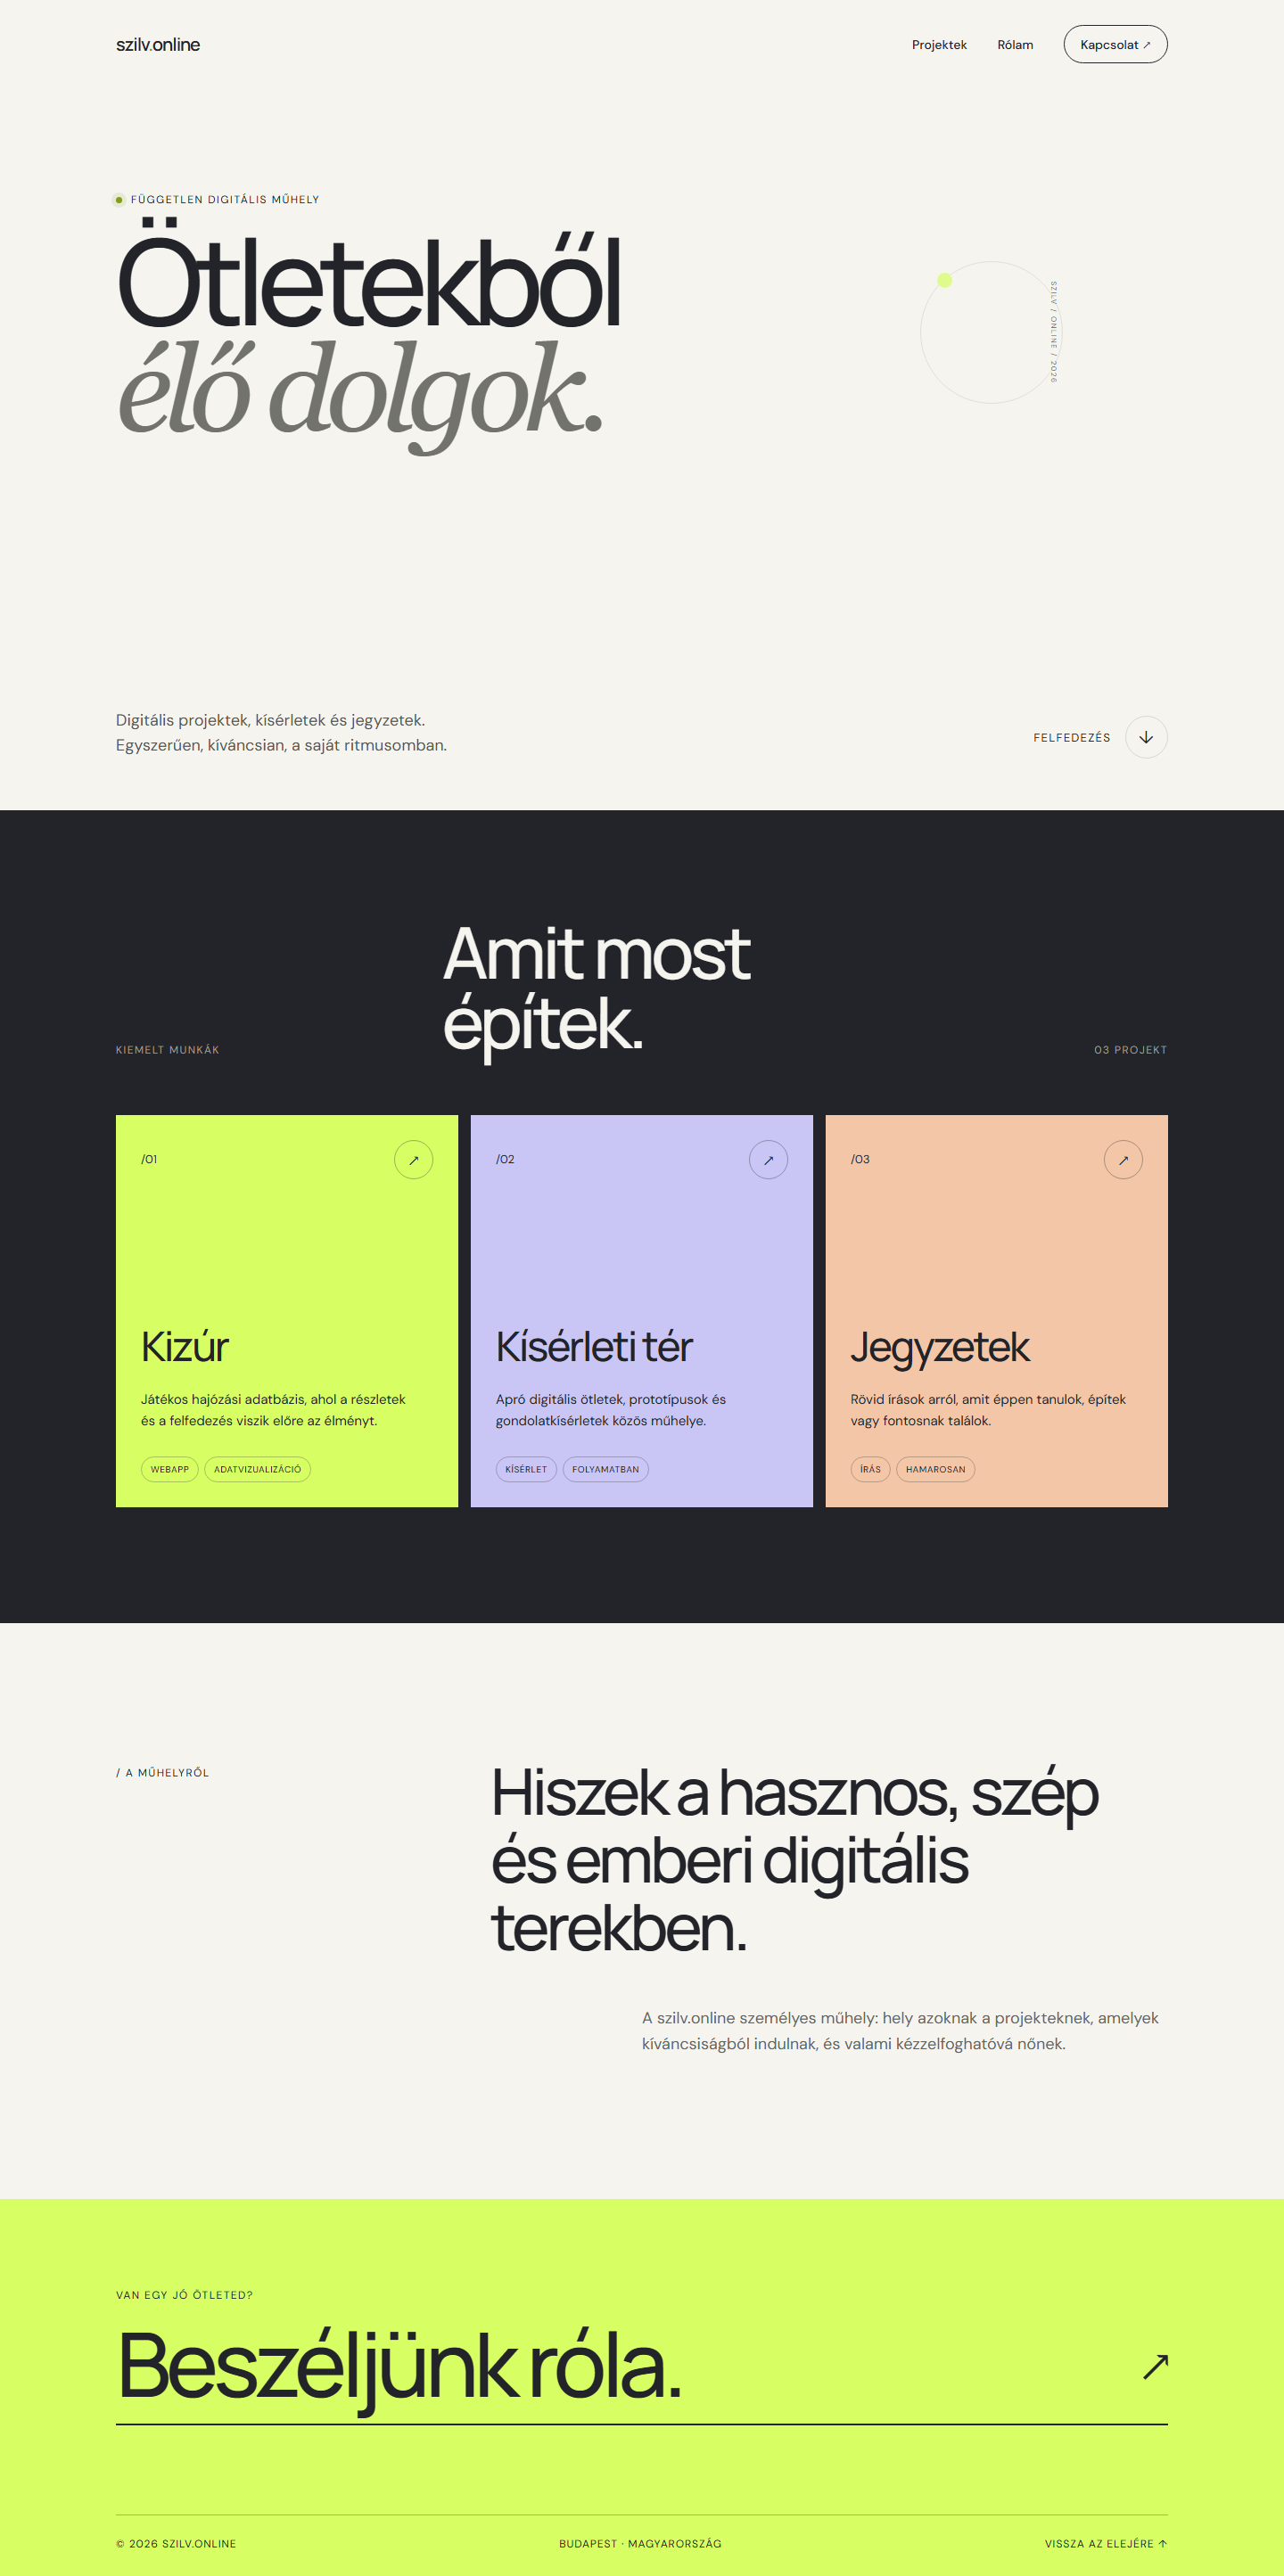 szilv.online
Projektek
Rólam
Kapcsolat ↗
FÜGGETLEN DIGITÁLIS MŰHELY
Ötletekből
élő dolgok.
SZILV / ONLINE / 2026
Digitális projektek, kísérletek és jegyzetek.
Egyszerűen, kíváncsian, a saját ritmusomban.
FELFEDEZÉS ↓
KIEMELT MUNKÁK
Amit most
építek.
03 PROJEKT
/01 ↗
Kizúr
Játékos hajózási adatbázis, ahol a részletek
és a felfedezés viszik előre az élményt.
WEBAPP
ADATVIZUALIZÁCIÓ
/02 ↗
Kísérleti tér
Apró digitális ötletek, prototípusok és
gondolatkísérletek közös műhelye.
KÍSÉRLET
FOLYAMATBAN
/03 ↗
Jegyzetek
Rövid írások arról, amit éppen tanulok, építek
vagy fontosnak találok.
ÍRÁS
HAMAROSAN
/ A MŰHELYRŐL
Hiszek a hasznos, szép
és emberi digitális
terekben.
A szilv.online személyes műhely: hely azoknak a projekteknek, amelyek
kíváncsiságból indulnak, és valami kézzelfoghatóvá nőnek.
VAN EGY JÓ ÖTLETED?
Beszéljünk róla. ↗
© 2026 SZILV.ONLINE
BUDAPEST · MAGYARORSZÁG
VISSZA AZ ELEJÉRE ↑